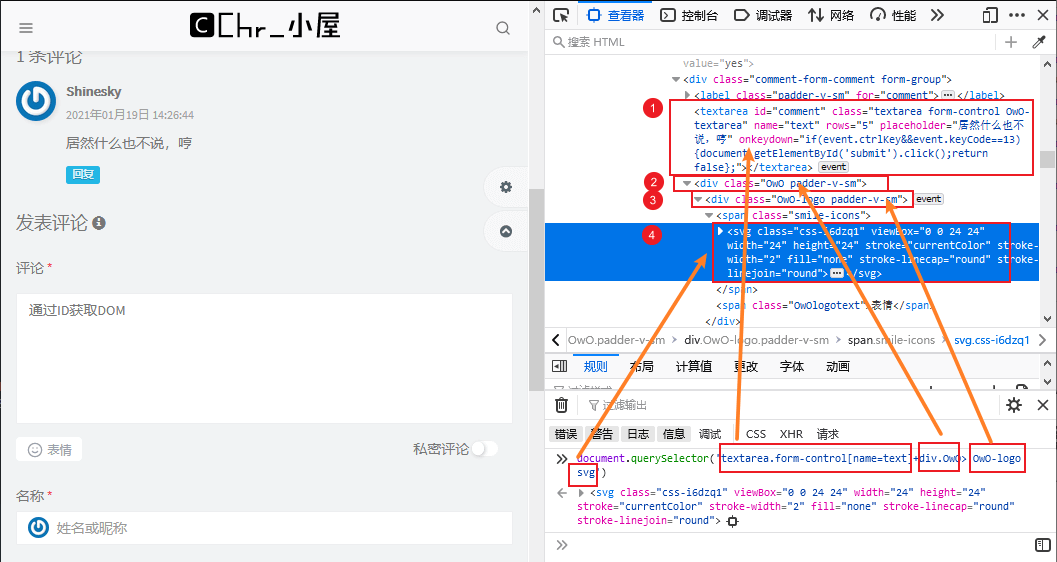 CChr_小屋
1 条评论
Shinesky
2021年01月19日 14:26:44
居然什么也不说，哼
回复
发表评论
评论 *
通过ID获取DOM
表情
私密评论
名称 *
姓名或昵称
查看器 控制台 调试器 网络 性能
搜索 HTML
value="yes">
<div class="comment-form-comment form-group">
<label class="padder-v-sm" for="comment"> </label>
1
<textarea id="comment" class="textarea form-control OwO-
textarea" name="text" rows="5" placeholder="居然什么也不
说，哼" onkeydown="if(event.ctrlKey&&event.keyCode==13)
{document.getElementById('submit').click();return
false};"></textarea> event
2
<div class="OwO padder-v-sm">
3
<div class="OwO-logo padder-v-sm"> event
<span class="smile-icons">
4
<svg class="css-i6dzq1" viewBox="0 0 24 24"
width="24" height="24" stroke="currentColor" stroke-
width="2" fill="none" stroke-linecap="round" stroke-
linejoin="round"> </svg>
</span>
<span class="OwOlogotext">表情</span>
</div>
OwO.padder-v-sm div.OwO-logo.padder-v-sm span.smile-icons svg.css-i6dzq1
规则 布局 计算值 更改 字体 动画
过滤样式
过滤输出
错误 警告 日志 信息 调试 CSS XHR 请求
document.querySelector("textarea.form-control[name=text]+div.OwO> OwO-logo
svg")
<svg class="css-i6dzq1" viewBox="0 0 24 24" width="24" height="24"
stroke="currentColor" stroke-width="2" fill="none" stroke-linecap="round"
stroke-linejoin="round">